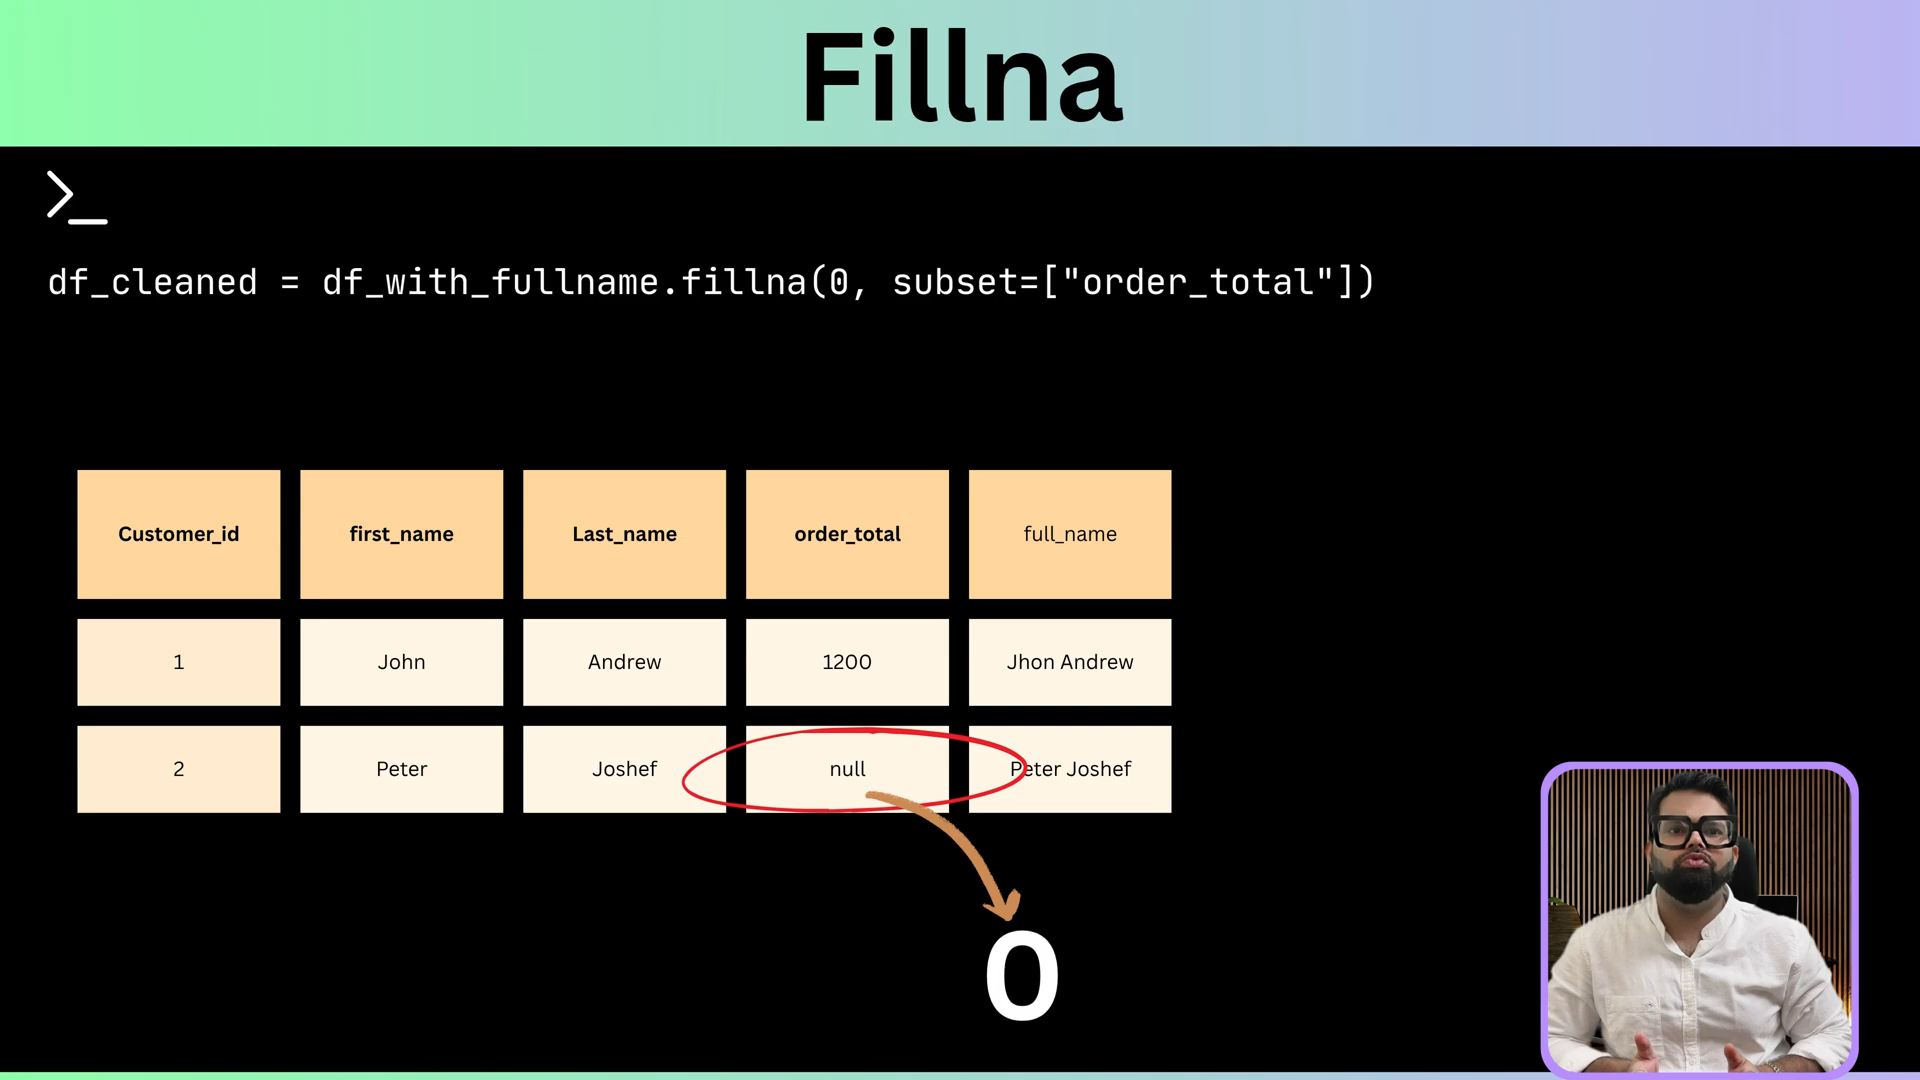 Fillna
>_
df_cleaned = df_with_fullname.fillna(0, subset=["order_total"])
Customer_id first_name Last_name order_total full_name
1 John Andrew 1200 Jhon Andrew
2 Peter Joshef null Peter Joshef
0